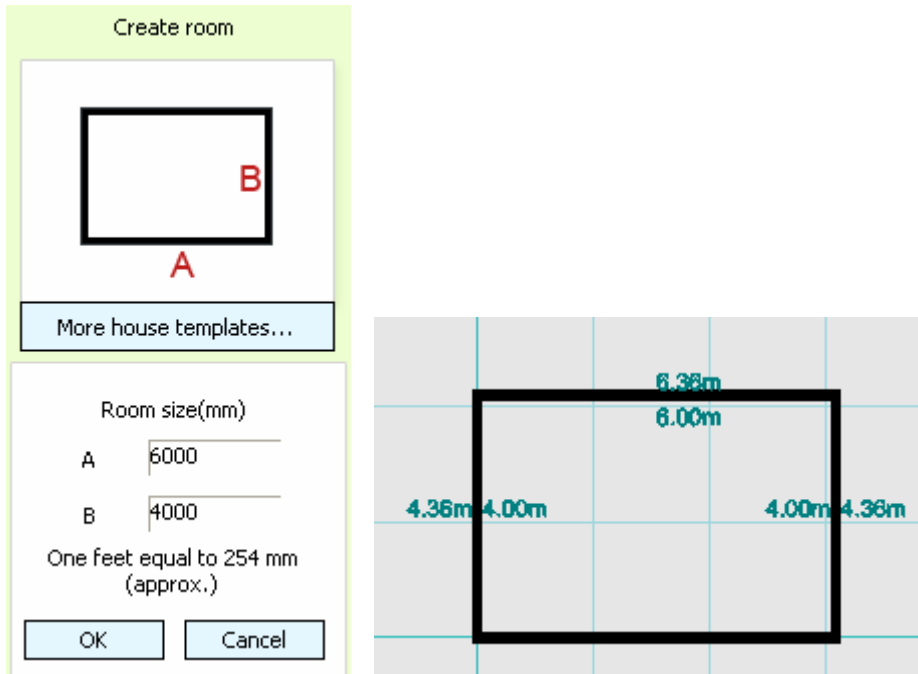 Create room
B
A
More house templates...
Room size(mm)
A 6000
B 4000
One feet equal to 254 mm
(approx.)
OK Cancel
6.36m
6.00m
4.36m 4.00m 4.00m 4.36m